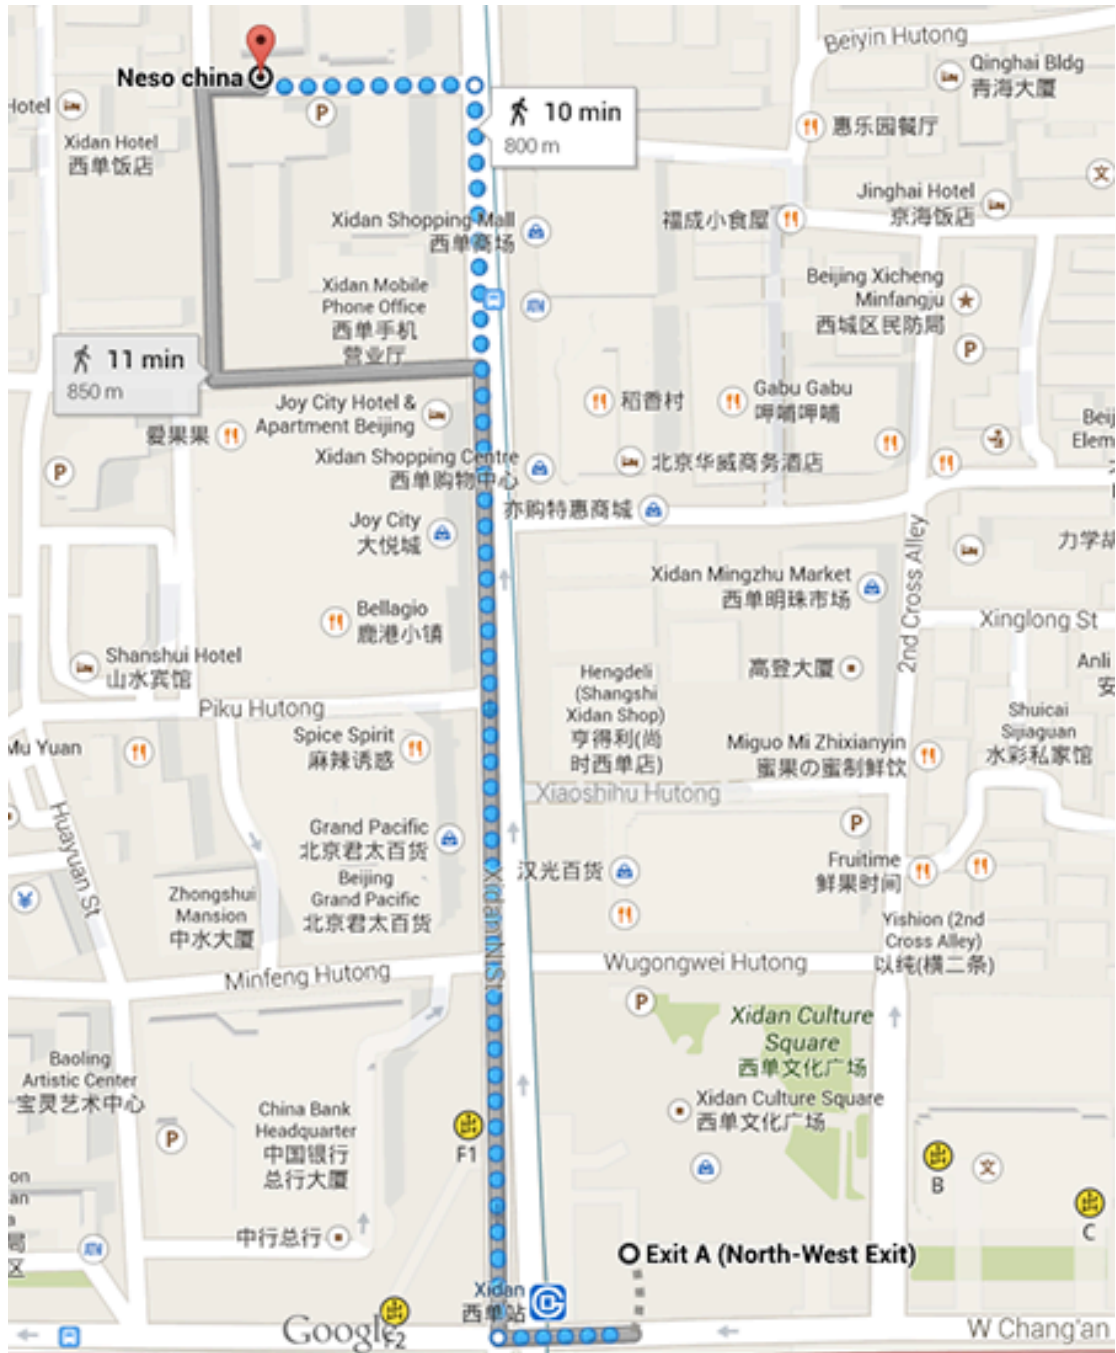 Beiyin Hutong
Qinghai Bldg
青海大厦
Neso china
Hotel
Xidan Hotel
西单饭店
P
10 min
800 m
惠乐园餐厅
文
Jinghai Hotel
京海饭店
福成小食屋
Xidan Shopping Mall
西单商场
Beijing Xicheng
Minfangju
西城区民防局
Xidan Mobile
Phone Office
西单手机
营业厅
ATM
P
11 min
850 m
Joy City Hotel &
Apartment Beijing
稻香村
Gabu Gabu
呷哺呷哺
爱果果
Beij
Elem
P
Xidan Shopping Centre
西单购物中心
北京华威商务酒店
Joy City
大悦城
亦购特惠商城
2nd Cross Alley
力学胡
Xidan Mingzhu Market
西单明珠市场
Bellagio
鹿港小镇
Xinglong St
Shanshui Hotel
山水宾馆
Hengdeli
(Shangshi
Xidan Shop)
亨得利(尚
时西单店)
高登大厦
Anli
安
Piku Hutong
Shuicai
Sijiaguan
水彩私家馆
Mu Yuan
Spice Spirit
麻辣诱惑
Miguo Mi Zhixianyin
蜜果の蜜制鲜饮
Xiaoshihu Hutong
Huayuan St
Grand Pacific
北京君太百货
P
Beijing
Grand Pacific
北京君太百货
汉光百货
Fruitime
鲜果时间
¥
Zhongshui
Mansion
中水大厦
Xidan N St
Yishion (2nd
Cross Alley)
以纯(横二条)
Minfeng Hutong
Wugongwei Hutong
P
Xidan Culture
Square
西单文化广场
Baoling
Artistic Center
宝灵艺术中心
China Bank
Headquarter
中国银行
总行大厦
Xidan Culture Square
西单文化广场
P
F1
B
文
C
on
an
局
区
中行总行
ATM
Exit A (North-West Exit)
Xidan
西单站
Google
F2
W Chang'an